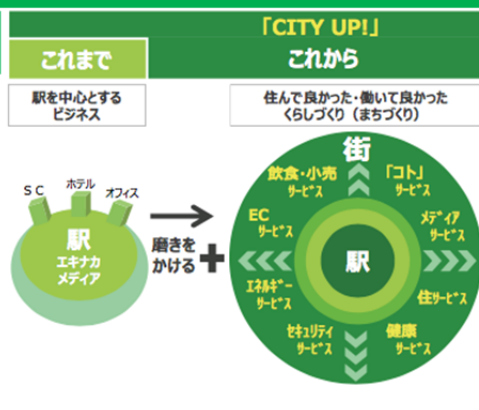 「CITY UP!」
これまで
これから
駅を中心とする
ビジネス
住んで良かった・働いて良かった
くらしづくり（まちづくり）
SC
ホテル
オフィス
駅
エキナカ
メディア
磨きを
かける
+
街
飲食・小売
サービス
「コト」
サービス
EC
サービス
メディア
サービス
駅
エネルギー
サービス
住サービス
セキュリティ
サービス
健康
サービス